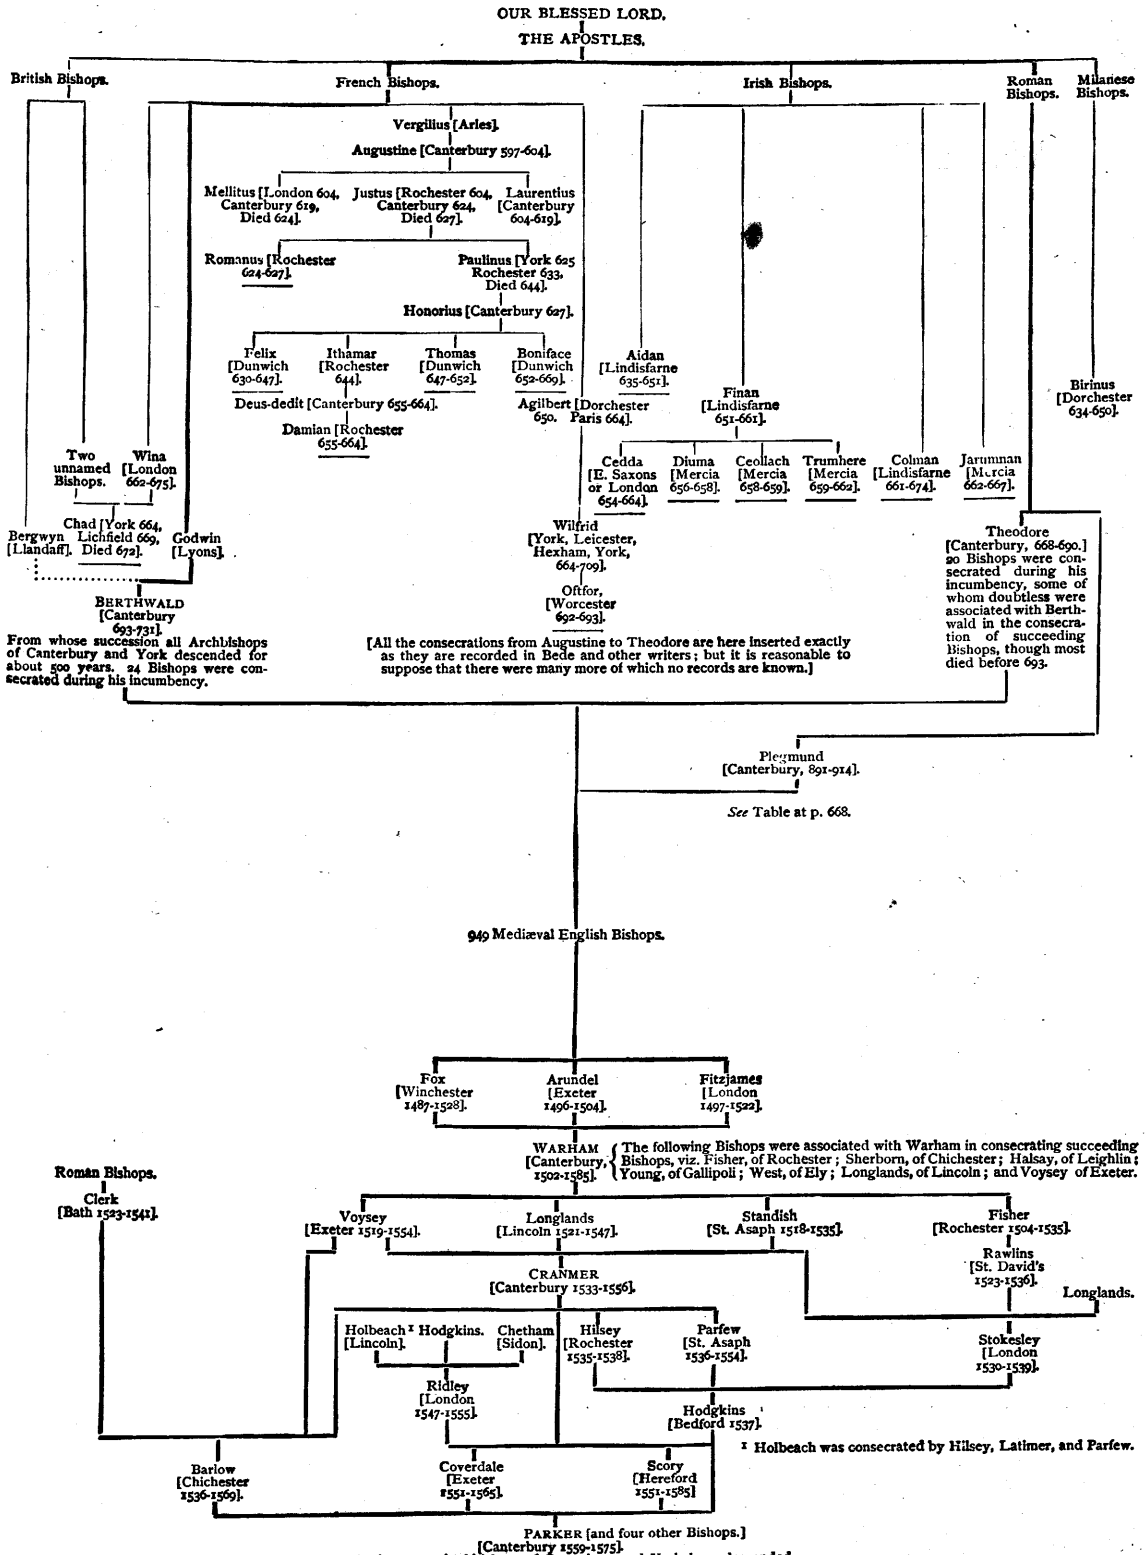 OUR BLESSED LORD.
THE APOSTLES.
British Bishops.
French Bishops.
Irish Bishops.
Roman
Bishops.
Milanese
Bishops.
Vergilius [Arles].
Augustine [Canterbury 597-604].
Mellitus [London 604,
Canterbury 619,
Died 624].
Justus [Rochester 604,
Canterbury 624,
Died 627].
Laurentius
[Canterbury
604-619].
Romanus [Rochester
624-627].
Paulinus [York 625
Rochester 633,
Died 644].
Honorius [Canterbury 627].
Felix
[Dunwich
630-647].
Ithamar
[Rochester
644].
Thomas
[Dunwich
647-652].
Boniface
[Dunwich
652-669].
Aidan
[Lindisfarne
635-651].
Birinus
[Dorchester
634-650].
Deus-dedit [Canterbury 655-664].
Agilbert [Dorchester
650. Paris 664].
Finan
[Lindisfarne
651-661].
Damian [Rochester
655-664].
Two
unnamed
Bishops.
Wina
[London
662-675].
Cedda
[E. Saxons
or London
654-664].
Diuma
[Mercia
656-658].
Ceollach
[Mercia
658-659].
Trumhere
[Mercia
659-662].
Colman
[Lindisfarne
661-674].
Jarumnan
[Mercia
662-667].
Bergwyn
[Llandaff].
Chad [York 664,
Lichfield 669,
Died 672].
Godwin
[Lyons].
Wilfrid
[York, Leicester,
Hexham, York,
664-709].
Oftfor,
[Worcester
692-693].
Theodore
[Canterbury, 668-690.]
20 Bishops were con-
secrated during his
incumbency, some of
whom doubtless were
associated with Berth-
wald in the consecra-
tion of succeeding
Bishops, though most
died before 693.
BERTHWALD
[Canterbury
693-731].
From whose succession all Archbishops
of Canterbury and York descended for
about 500 years. 24 Bishops were con-
secrated during his incumbency.
[All the consecrations from Augustine to Theodore are here inserted exactly
as they are recorded in Bede and other writers; but it is reasonable to
suppose that there were many more of which no records are known.]
Plegmund
[Canterbury, 891-914].
See Table at p. 668.
949 Mediæval English Bishops.
Fox
[Winchester
1487-1528].
Arundel
[Exeter
1496-1504].
Fitzjames
[London
1497-1522].
WARHAM
[Canterbury,
1502-1585].
The following Bishops were associated with Warham in consecrating succeeding
Bishops, viz. Fisher, of Rochester; Sherborn, of Chichester; Halsay, of Leighlin;
Young, of Gallipoli; West, of Ely; Longlands, of Lincoln; and Voysey of Exeter.
Roman Bishops.
Clerk
[Bath 1523-1541].
Voysey
[Exeter 1519-1554].
Longlands
[Lincoln 1521-1547].
Standish
[St. Asaph 1518-1535].
Fisher
[Rochester 1504-1535].
Rawlins
[St. David's
1523-1536].
Longlands.
CRANMER
[Canterbury 1533-1556].
Holbeach¹
[Lincoln].
Hodgkins.
Chetham
[Sidon].
Hilsey
[Rochester
1535-1538].
Parfew
[St. Asaph
1536-1554].
Stokesley
[London
1530-1539].
Ridley
[London
1547-1555].
Hodgkins
[Bedford 1537].
¹ Holbeach was consecrated by Hilsey, Latimer, and Parfew.
Barlow
[Chichester
1536-1569].
Coverdale
[Exeter
1551-1565].
Scory
[Hereford
1551-1585]
PARKER [and four other Bishops.]
[Canterbury 1559-1575].